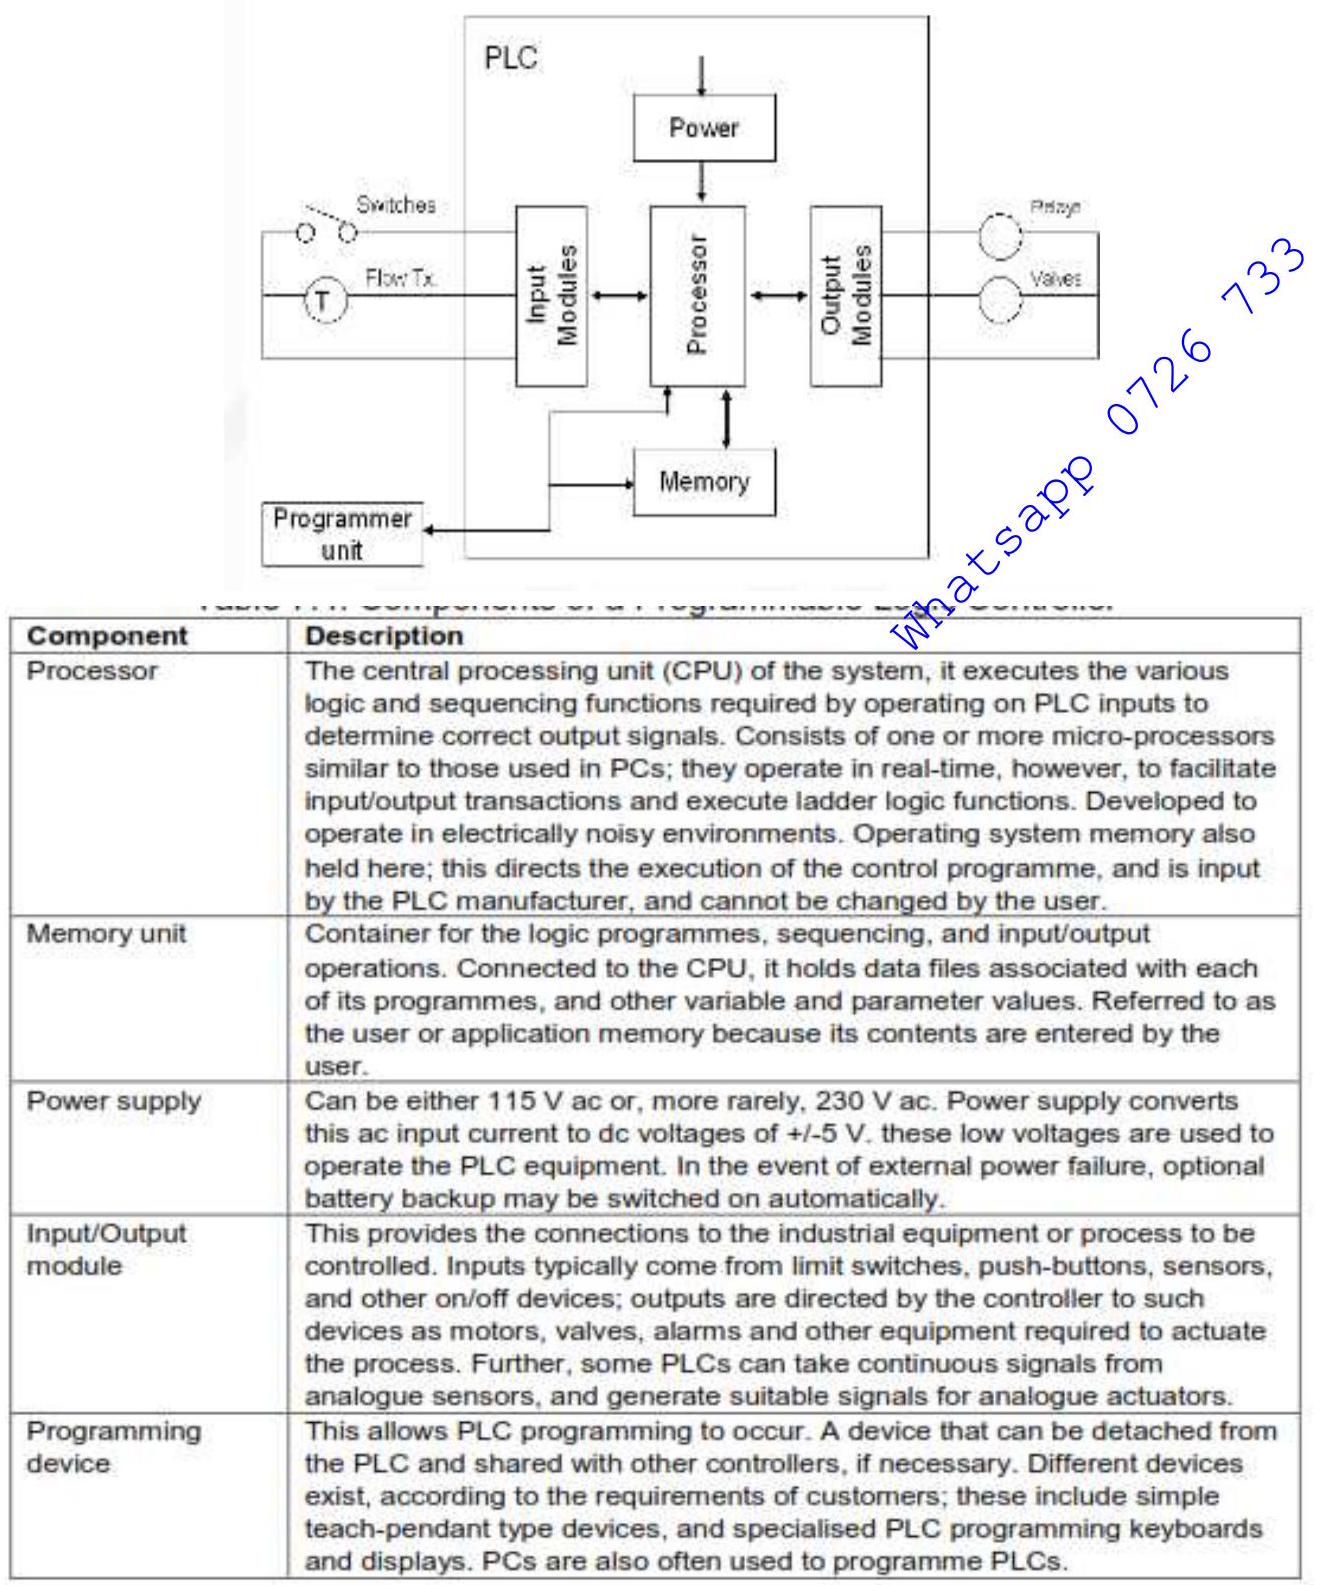 PLC
Power
Switches
Relays
Input
Modules
Processor
Output
Modules
Flow Tx.
Valves
T
Memory
Programmer
unit
Whatsapp 0726 733
Components of a Programmable Logic Controller
Component Description
Processor The central processing unit (CPU) of the system, it executes the various
logic and sequencing functions required by operating on PLC inputs to
determine correct output signals. Consists of one or more micro-processors
similar to those used in PCs; they operate in real-time, however, to facilitate
input/output transactions and execute ladder logic functions. Developed to
operate in electrically noisy environments. Operating system memory also
held here; this directs the execution of the control programme, and is input
by the PLC manufacturer, and cannot be changed by the user.
Memory unit Container for the logic programmes, sequencing, and input/output
operations. Connected to the CPU, it holds data files associated with each
of its programmes, and other variable and parameter values. Referred to as
the user or application memory because its contents are entered by the
user.
Power supply Can be either 115 V ac or, more rarely, 230 V ac. Power supply converts
this ac input current to dc voltages of +/-5 V. these low voltages are used to
operate the PLC equipment. In the event of external power failure, optional
battery backup may be switched on automatically.
Input/Output This provides the connections to the industrial equipment or process to be
module controlled. Inputs typically come from limit switches, push-buttons, sensors,
and other on/off devices; outputs are directed by the controller to such
devices as motors, valves, alarms and other equipment required to actuate
the process. Further, some PLCs can take continuous signals from
analogue sensors, and generate suitable signals for analogue actuators.
Programming This allows PLC programming to occur. A device that can be detached from
device the PLC and shared with other controllers, if necessary. Different devices
exist, according to the requirements of customers; these include simple
teach-pendant type devices, and specialised PLC programming keyboards
and displays. PCs are also often used to programme PLCs.